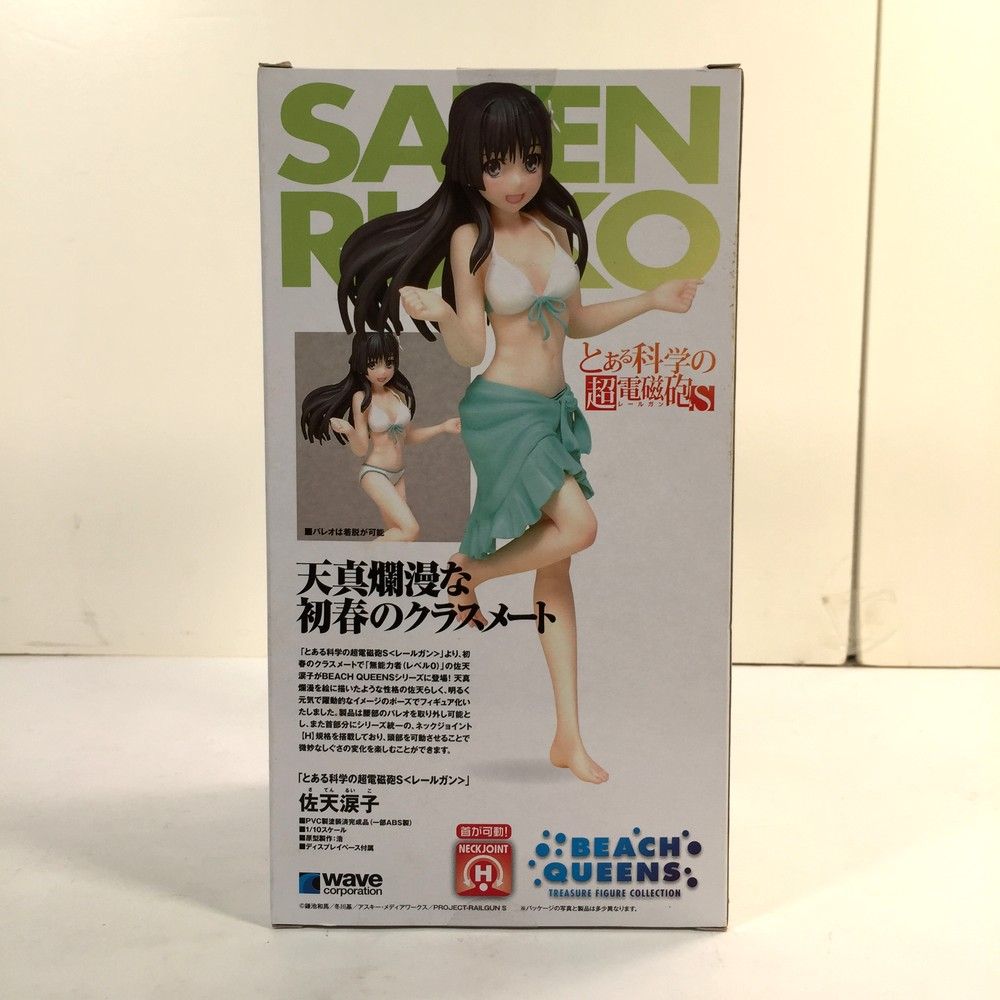 SATEN
RUIKO
とある科学の
超電磁砲S
レールガン
■パレオは着脱が可能
天真爛漫な
初春のクラスメート
「とある科学の超電磁砲S<レールガン>」より、初
春のクラスメートで「無能力者(レベル0)」の佐天
涙子がBEACH QUEENSシリーズに登場!天真
爛漫を絵に描いたような性格の佐天らしく、明るく
元気で躍動的なイメージのポーズでフィギュア化い
たしました。製品は腰部のパレオを取り外し可能と
し、また首部分にシリーズ統一の、ネックジョイント
[H]規格を搭載しており、頭部を可動させることで
微妙なしぐさの変化を楽しむことができます。
「とある科学の超電磁砲S<レールガン>」
さてん るいこ
佐天涙子
■PVC製塗装済完成品(一部ABS製)
■1/10スケール
■原型製作:浩
■ディスプレイベース付属
首が可動!
NECKJOINT
H
BEACH
QUEENS
TREASURE FIGURE COLLECTION
wave
corporation
©鎌池和馬/冬川基/アスキー・メディアワークス/PROJECT-RAILGUN S
※パッケージの写真と製品は多少異なります。